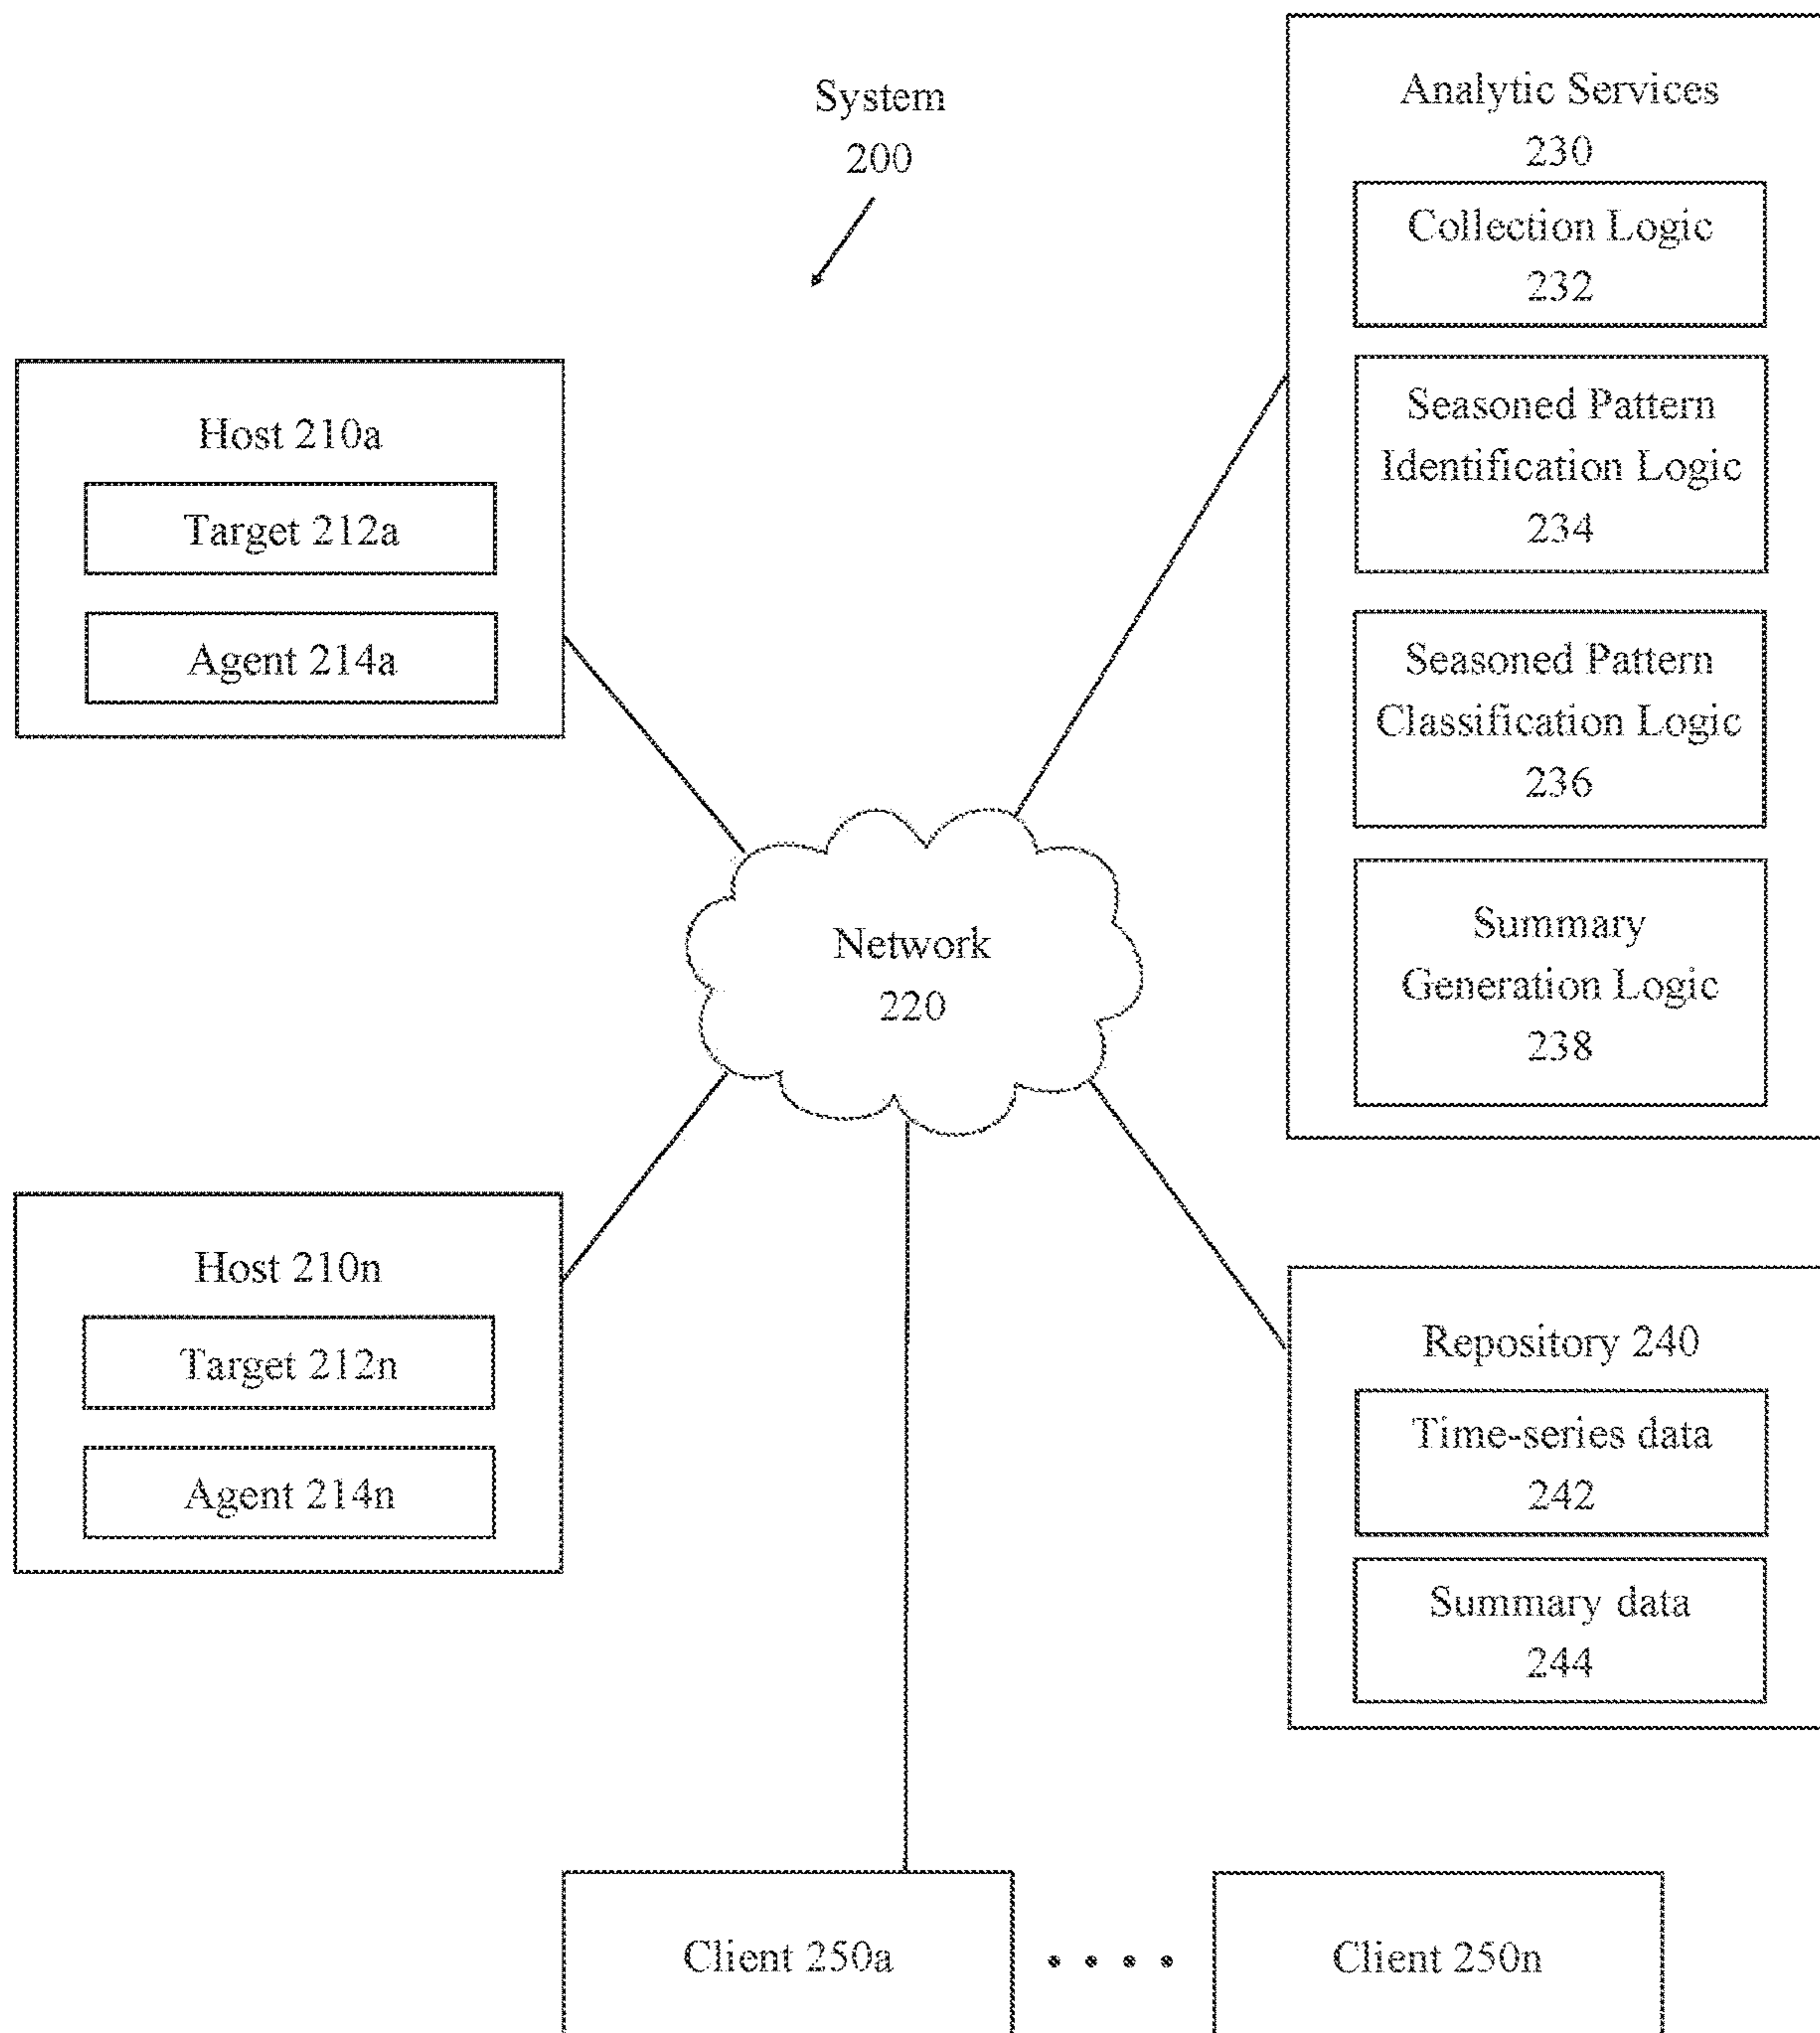 System
200
Analytic Services
230
Collection Logic
232
Seasoned Pattern
Identification Logic
234
Seasoned Pattern
Classification Logic
236
Summary
Generation Logic
238
Host 210a
Target 212a
Agent 214a
Network
220
Host 210n
Target 212n
Agent 214n
Repository 240
Time-series data
242
Summary data
244
Client 250a
Client 250n